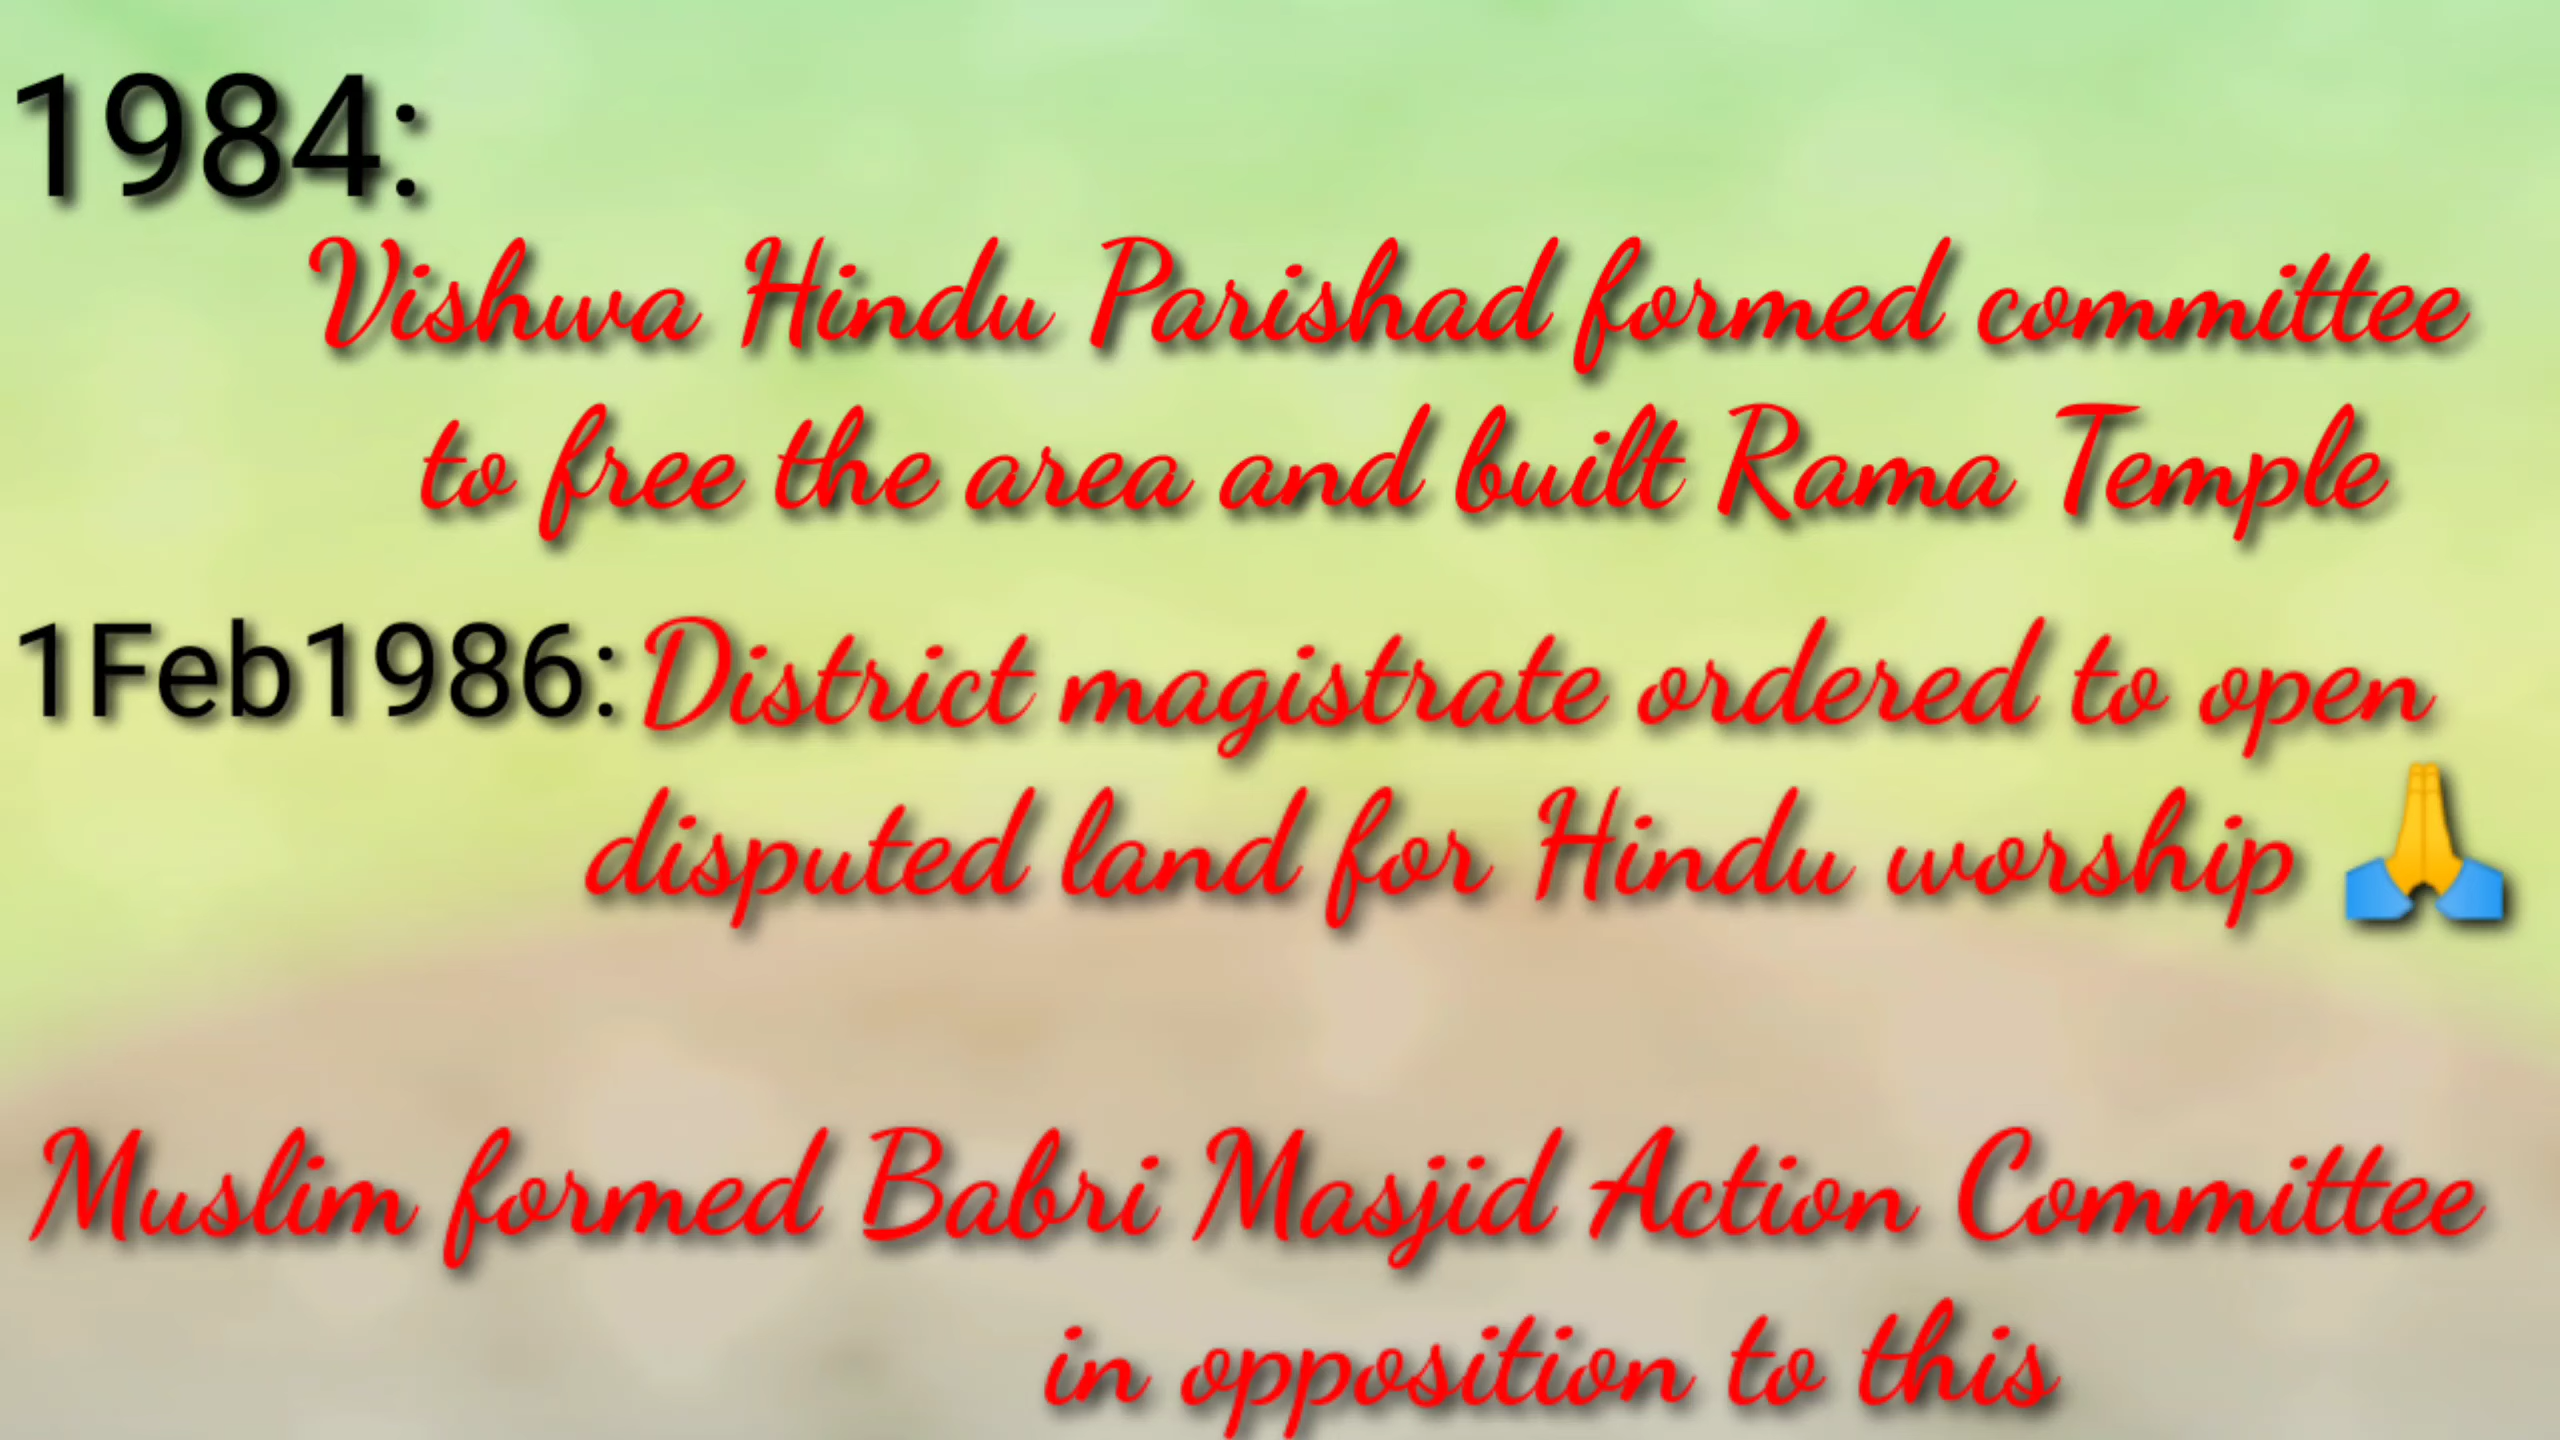 1984:
Vishwa Hindu Parishad formed committee
to free the area and built Rama Temple
1Feb1986: District magistrate ordered to open
disputed land for Hindu worship 🙏
Muslim formed Babri Masjid Action Committee
in opposition to this